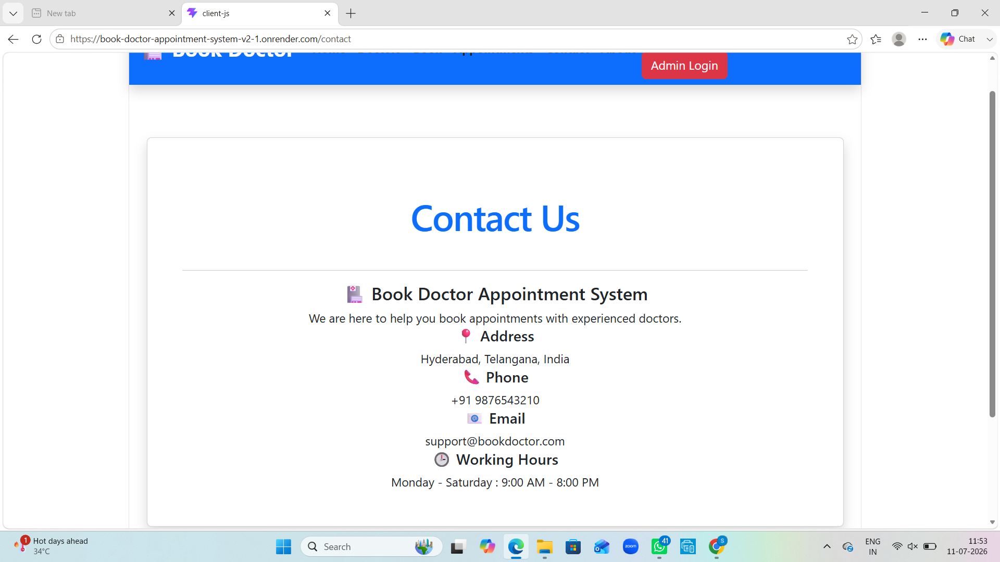 New tab
client-js
https://book-doctor-appointment-system-v2-1.onrender.com/contact
Chat
Book Doctor
Admin Login
Contact Us
Book Doctor Appointment System
We are here to help you book appointments with experienced doctors.
Address
Hyderabad, Telangana, India
Phone
+91 9876543210
Email
support@bookdoctor.com
Working Hours
Monday - Saturday : 9:00 AM - 8:00 PM
1
Hot days ahead
34°C
Search
zoom
41
S
ENG
IN
11:53
11-07-2026